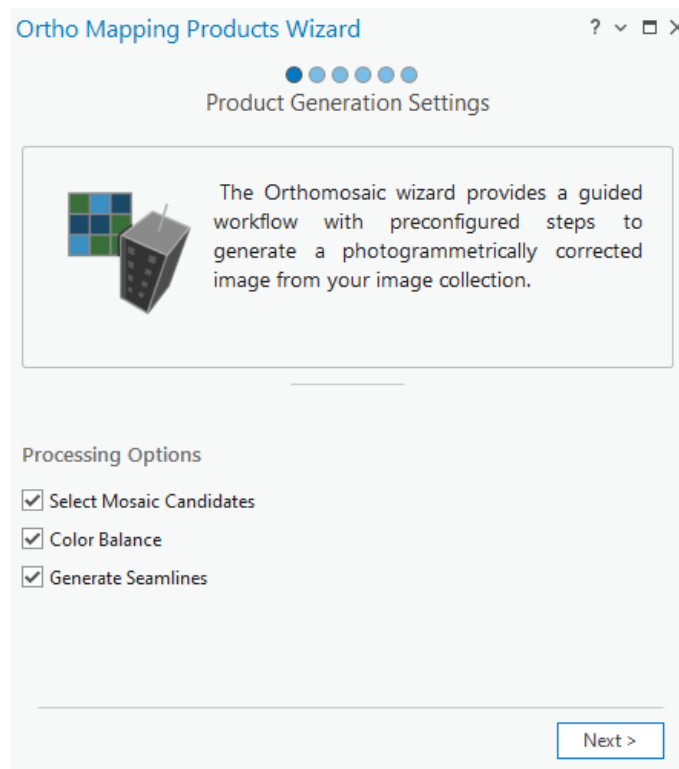 Ortho Mapping Products Wizard
?
Product Generation Settings
The Orthomosaic wizard provides a guided
workflow with preconfigured steps to
generate a photogrammetrically corrected
image from your image collection.
Processing Options
Select Mosaic Candidates
Color Balance
Generate Seamlines
Next >